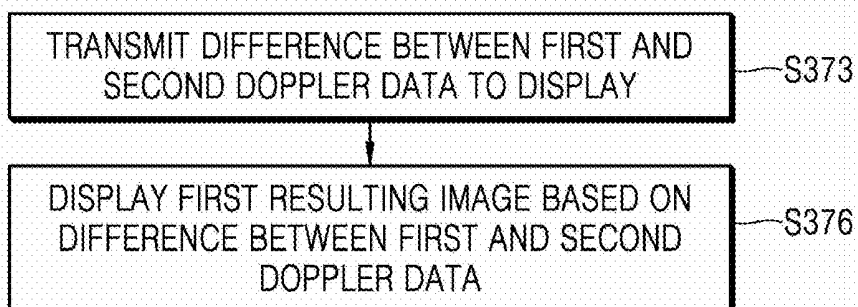 TRANSMIT DIFFERENCE BETWEEN FIRST AND
SECOND DOPPLER DATA TO DISPLAY
S373
DISPLAY FIRST RESULTING IMAGE BASED ON
DIFFERENCE BETWEEN FIRST AND SECOND
DOPPLER DATA
S376